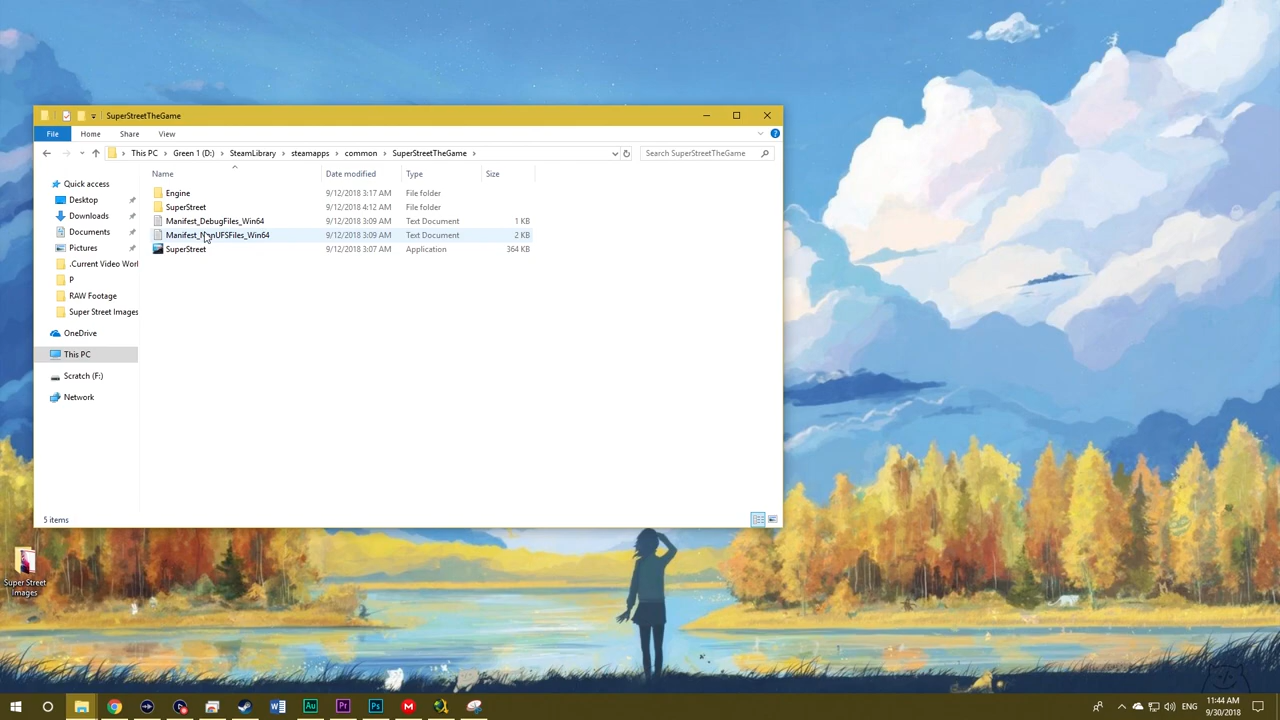 SuperStreetTheGame
File Home Share View
This PC Green 1 (D:) SteamLibrary steamapps common SuperStreetTheGame Search SuperStreetTheGame
Name Date modified Type Size
Quick access
Desktop
Downloads
Documents
Pictures
.Current Video Worl
P
RAW Footage
Super Street Images
OneDrive
This PC
Scratch (F:)
Network
Engine 9/12/2018 3:17 AM File folder
SuperStreet 9/12/2018 4:12 AM File folder
Manifest_DebugFiles_Win64 9/12/2018 3:09 AM Text Document 1 KB
Manifest_NonUFSFiles_Win64 9/12/2018 3:09 AM Text Document 2 KB
SuperStreet 9/12/2018 3:07 AM Application 364 KB
5 items
Super Street
Images
Au Pr Ps
ENG
11:44 AM
9/30/2018